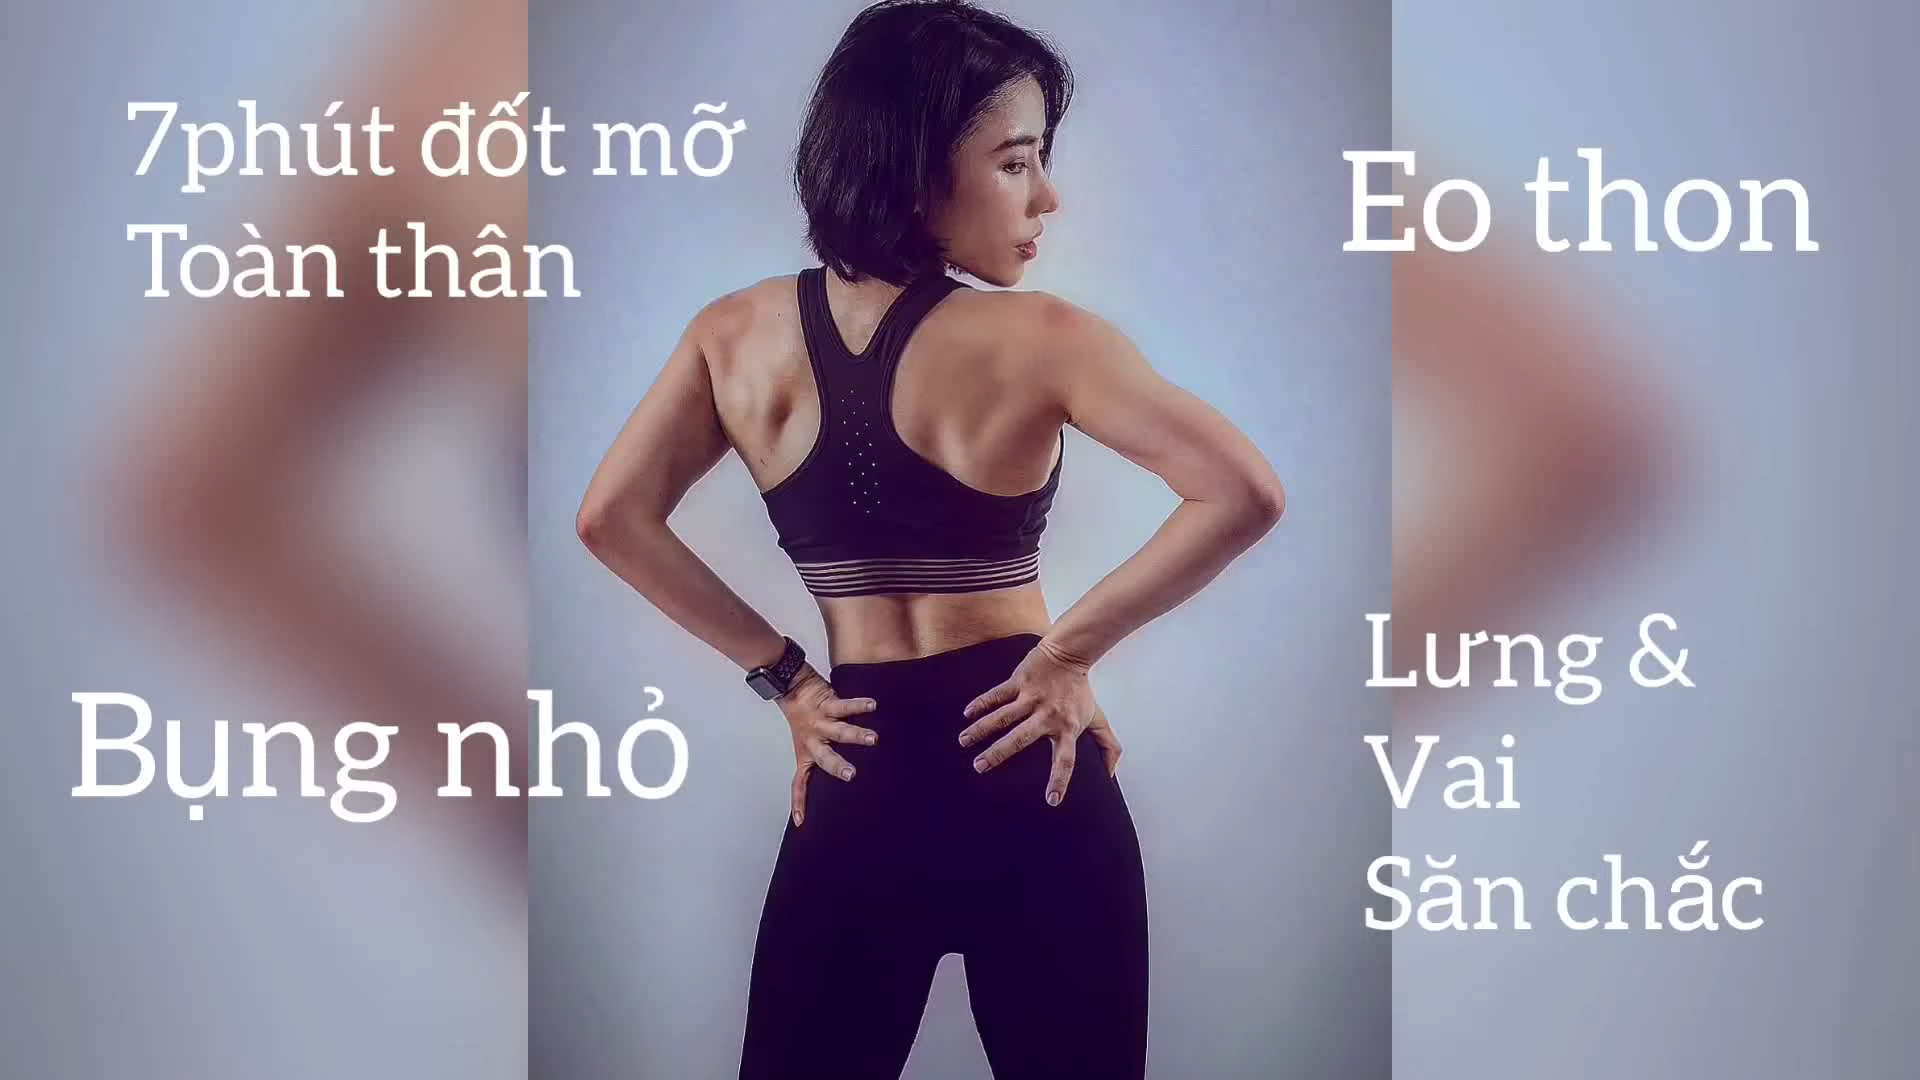 7phút đốt mỡ
Toàn thân
Eo thon
Bụng nhỏ
Lưng &
Vai
Săn chắc